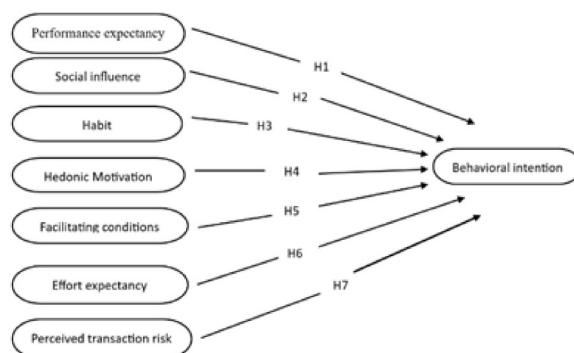 Performance expectancy
H1
Social influence
H2
Habit
H3
Hedonic Motivation
H4
Behavioral intention
Facilitating conditions
H5
H6
Effort expectancy
H7
Perceived transaction risk